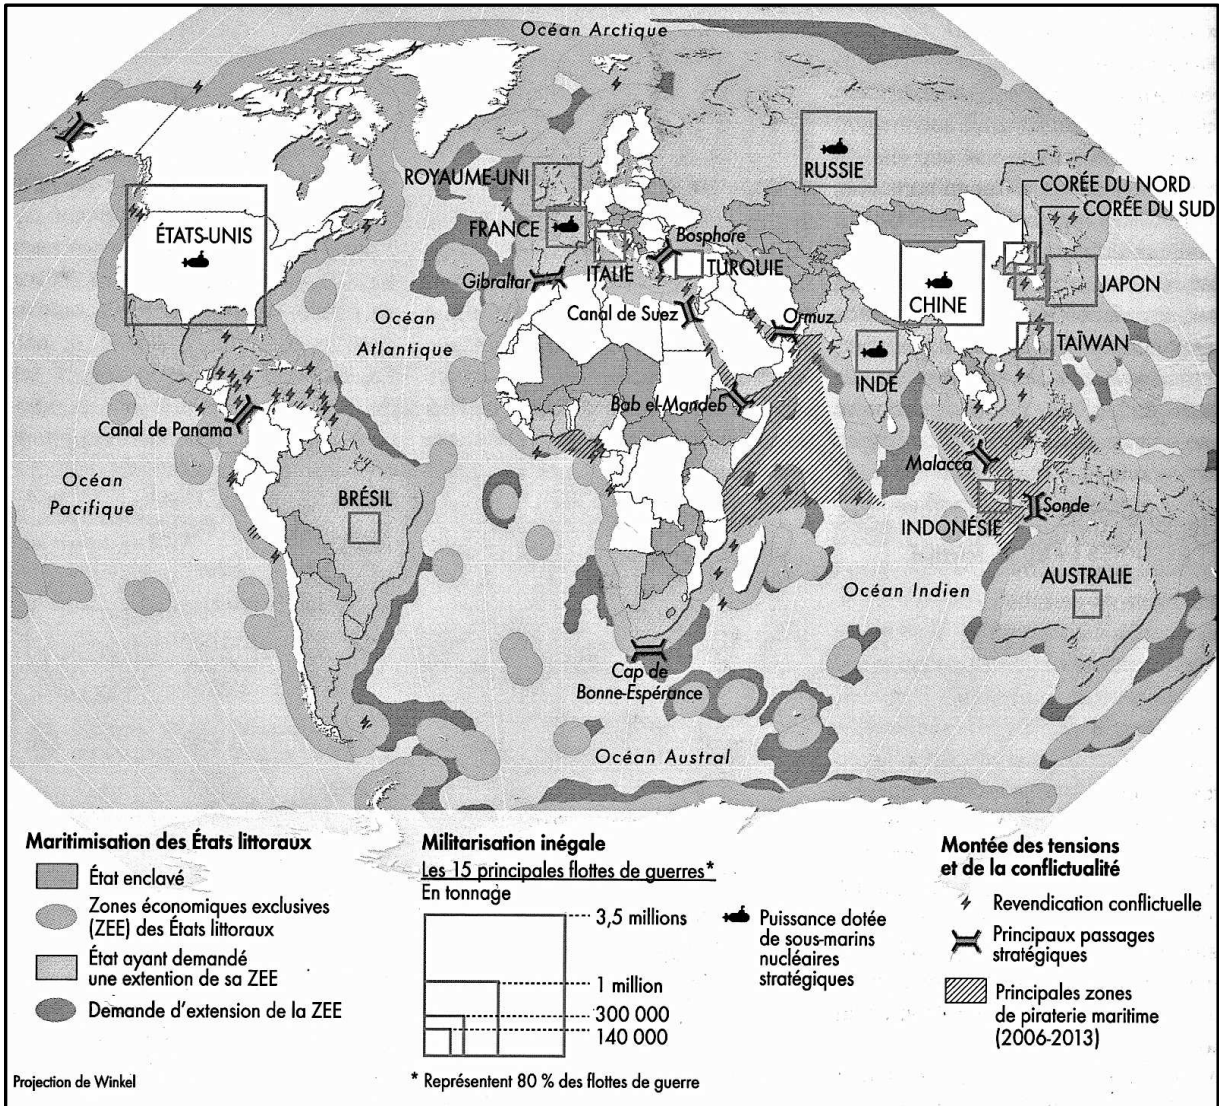 Océan Arctique
ROYAUME-UNI
RUSSIE
CORÉE DU NORD
CORÉE DU SUD
ÉTATS-UNIS
FRANCE
Bosphore
ITALIE
TURQUIE
CHINE
JAPON
Gibraltar
Océan
Atlantique
Canal de Suez
Ormuz
TAÏWAN
INDE
Bab el-Mandeb
Canal de Panama
Malacca
Océan
Pacifique
BRÉSIL
Sonde
INDONÉSIE
AUSTRALIE
Océan Indien
Cap de
Bonne-Espérance
Océan Austral
Maritimisation des États littoraux
État enclavé
Zones économiques exclusives
(ZEE) des États littoraux
État ayant demandé
une extention de sa ZEE
Demande d'extension de la ZEE
Projection de Winkel
Militarisation inégale
Les 15 principales flottes de guerres*
En tonnage
3,5 millions
1 million
300 000
140 000
* Représentent 80 % des flottes de guerre
Puissance dotée
de sous-marins
nucléaires
stratégiques
Montée des tensions
et de la conflictualité
Revendication conflictuelle
Principaux passages
stratégiques
Principales zones
de piraterie maritime
(2006-2013)